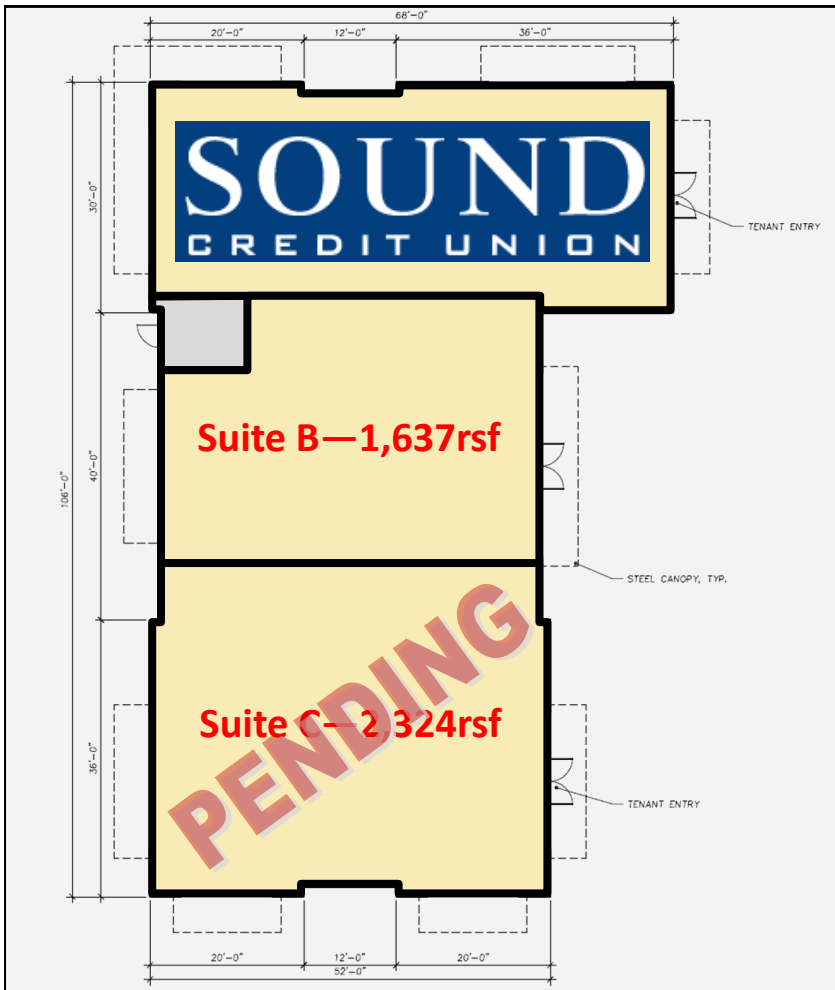 68'-0"
20'-0"
12'-0"
36'-0"
SOUND
CREDIT UNION
30'-0"
TENANT ENTRY
Suite B—1,637rsf
40'-0"
106'-0"
STEEL CANOPY, TYP.
PENDING
Suite C—2,324rsf
36'-0"
TENANT ENTRY
20'-0"
12'-0"
20'-0"
52'-0"